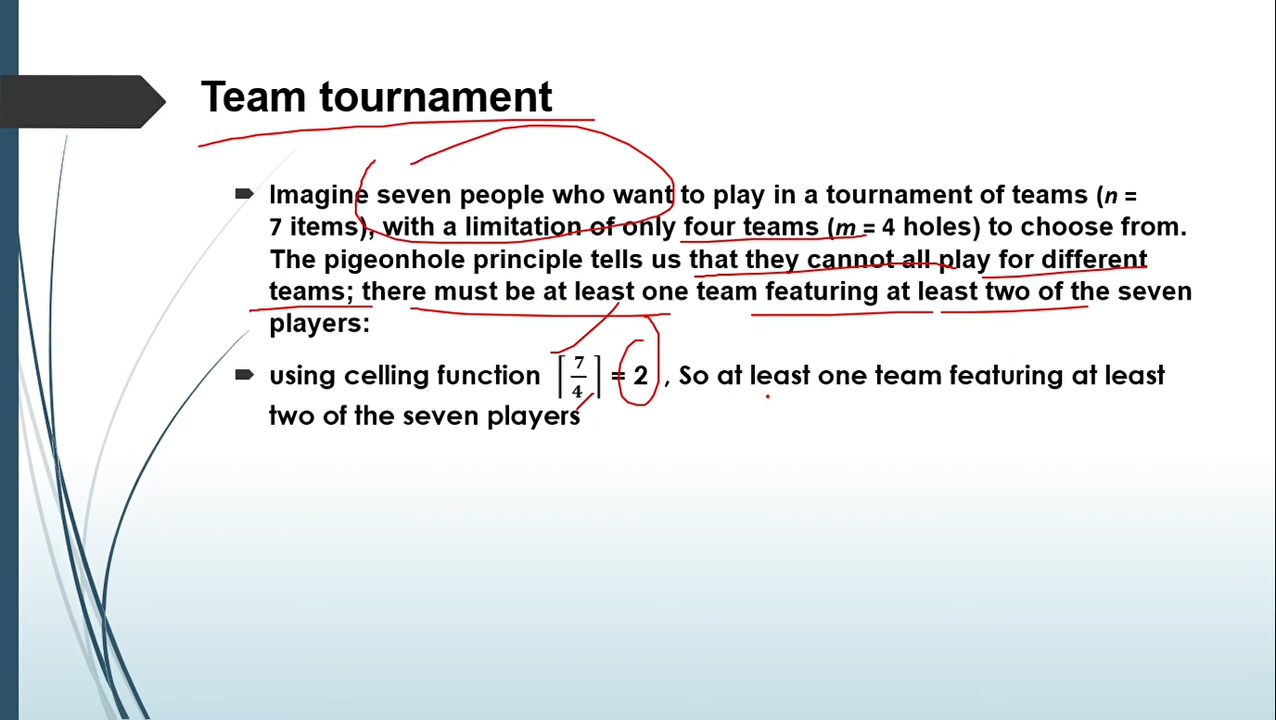 Team tournament
Imagine seven people who want to play in a tournament of teams (n =
7 items), with a limitation of only four teams (m = 4 holes) to choose from.
The pigeonhole principle tells us that they cannot all play for different
teams; there must be at least one team featuring at least two of the seven
players:
using celling function ⌈7/4⌉ = 2 , So at least one team featuring at least
two of the seven players